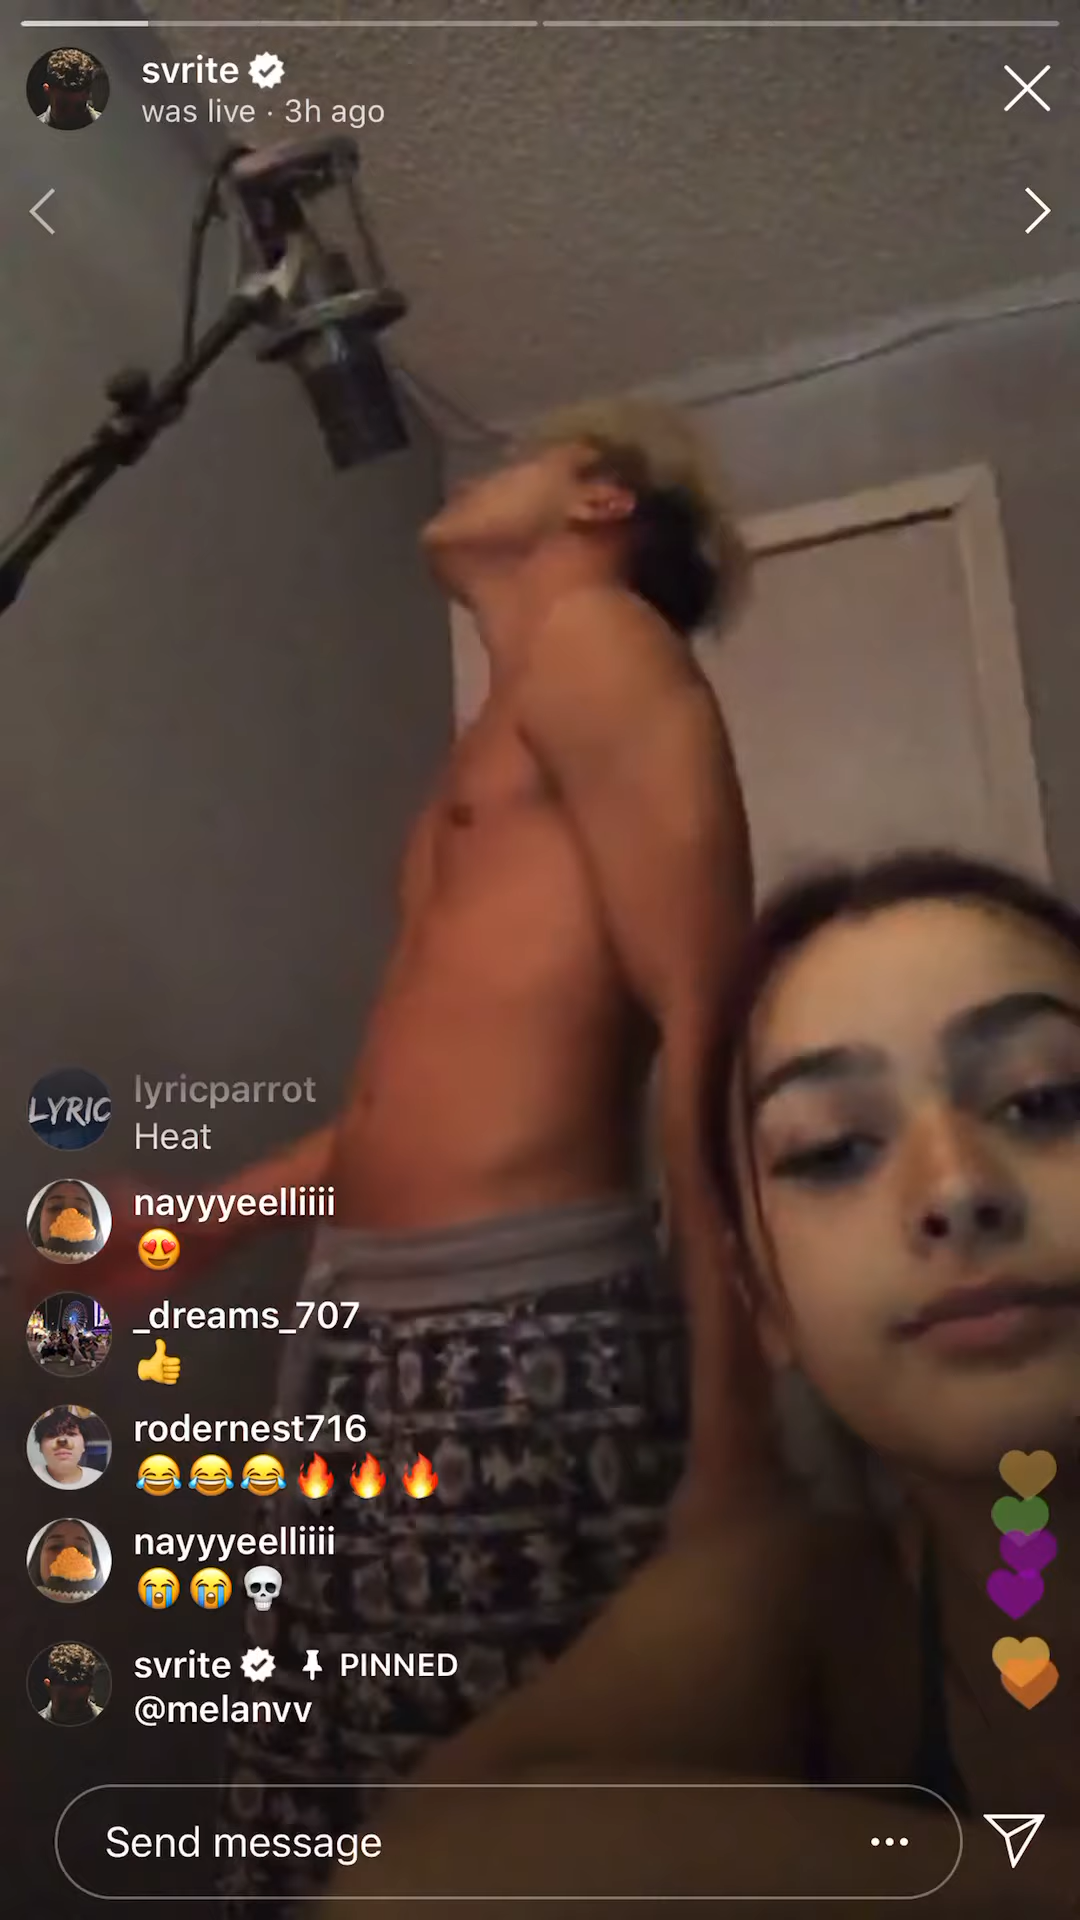 svrite
was live · 3h ago
LYRIC
lyricparrot
Heat
nayyyeelliiii
😍
_dreams_707
👍
rodernest716
😂😂😂🔥🔥🔥
nayyyeelliiii
😭😭💀
svrite PINNED
@melanvv
Send message